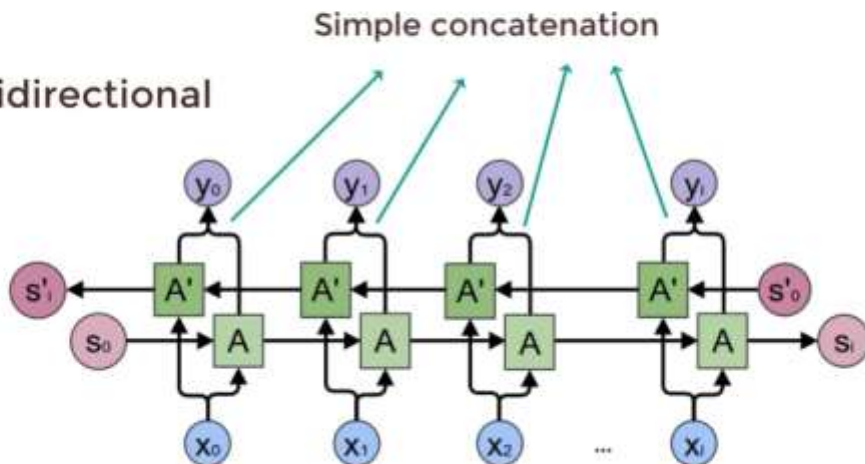 Simple concatenation
idirectional
y₀ y₁ y₂ yᵢ
s'ᵢ A' A' A' A' s'₀
s₀ A A A A sᵢ
x₀ x₁ x₂ ... xᵢ